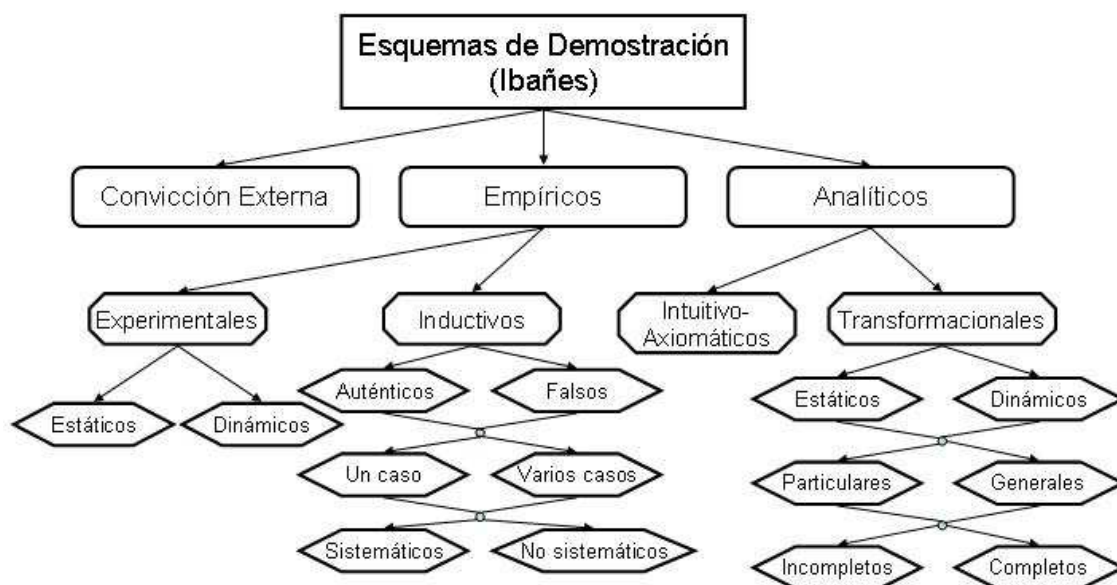 Esquemas de Demostración
(Ibañes)
Convicción Externa
Empíricos
Analíticos
Experimentales
Inductivos
Intuitivo-
Axiomáticos
Transformacionales
Estáticos
Dinámicos
Auténticos
Falsos
Estáticos
Dinámicos
Un caso
Varios casos
Particulares
Generales
Sistemáticos
No sistemáticos
Incompletos
Completos